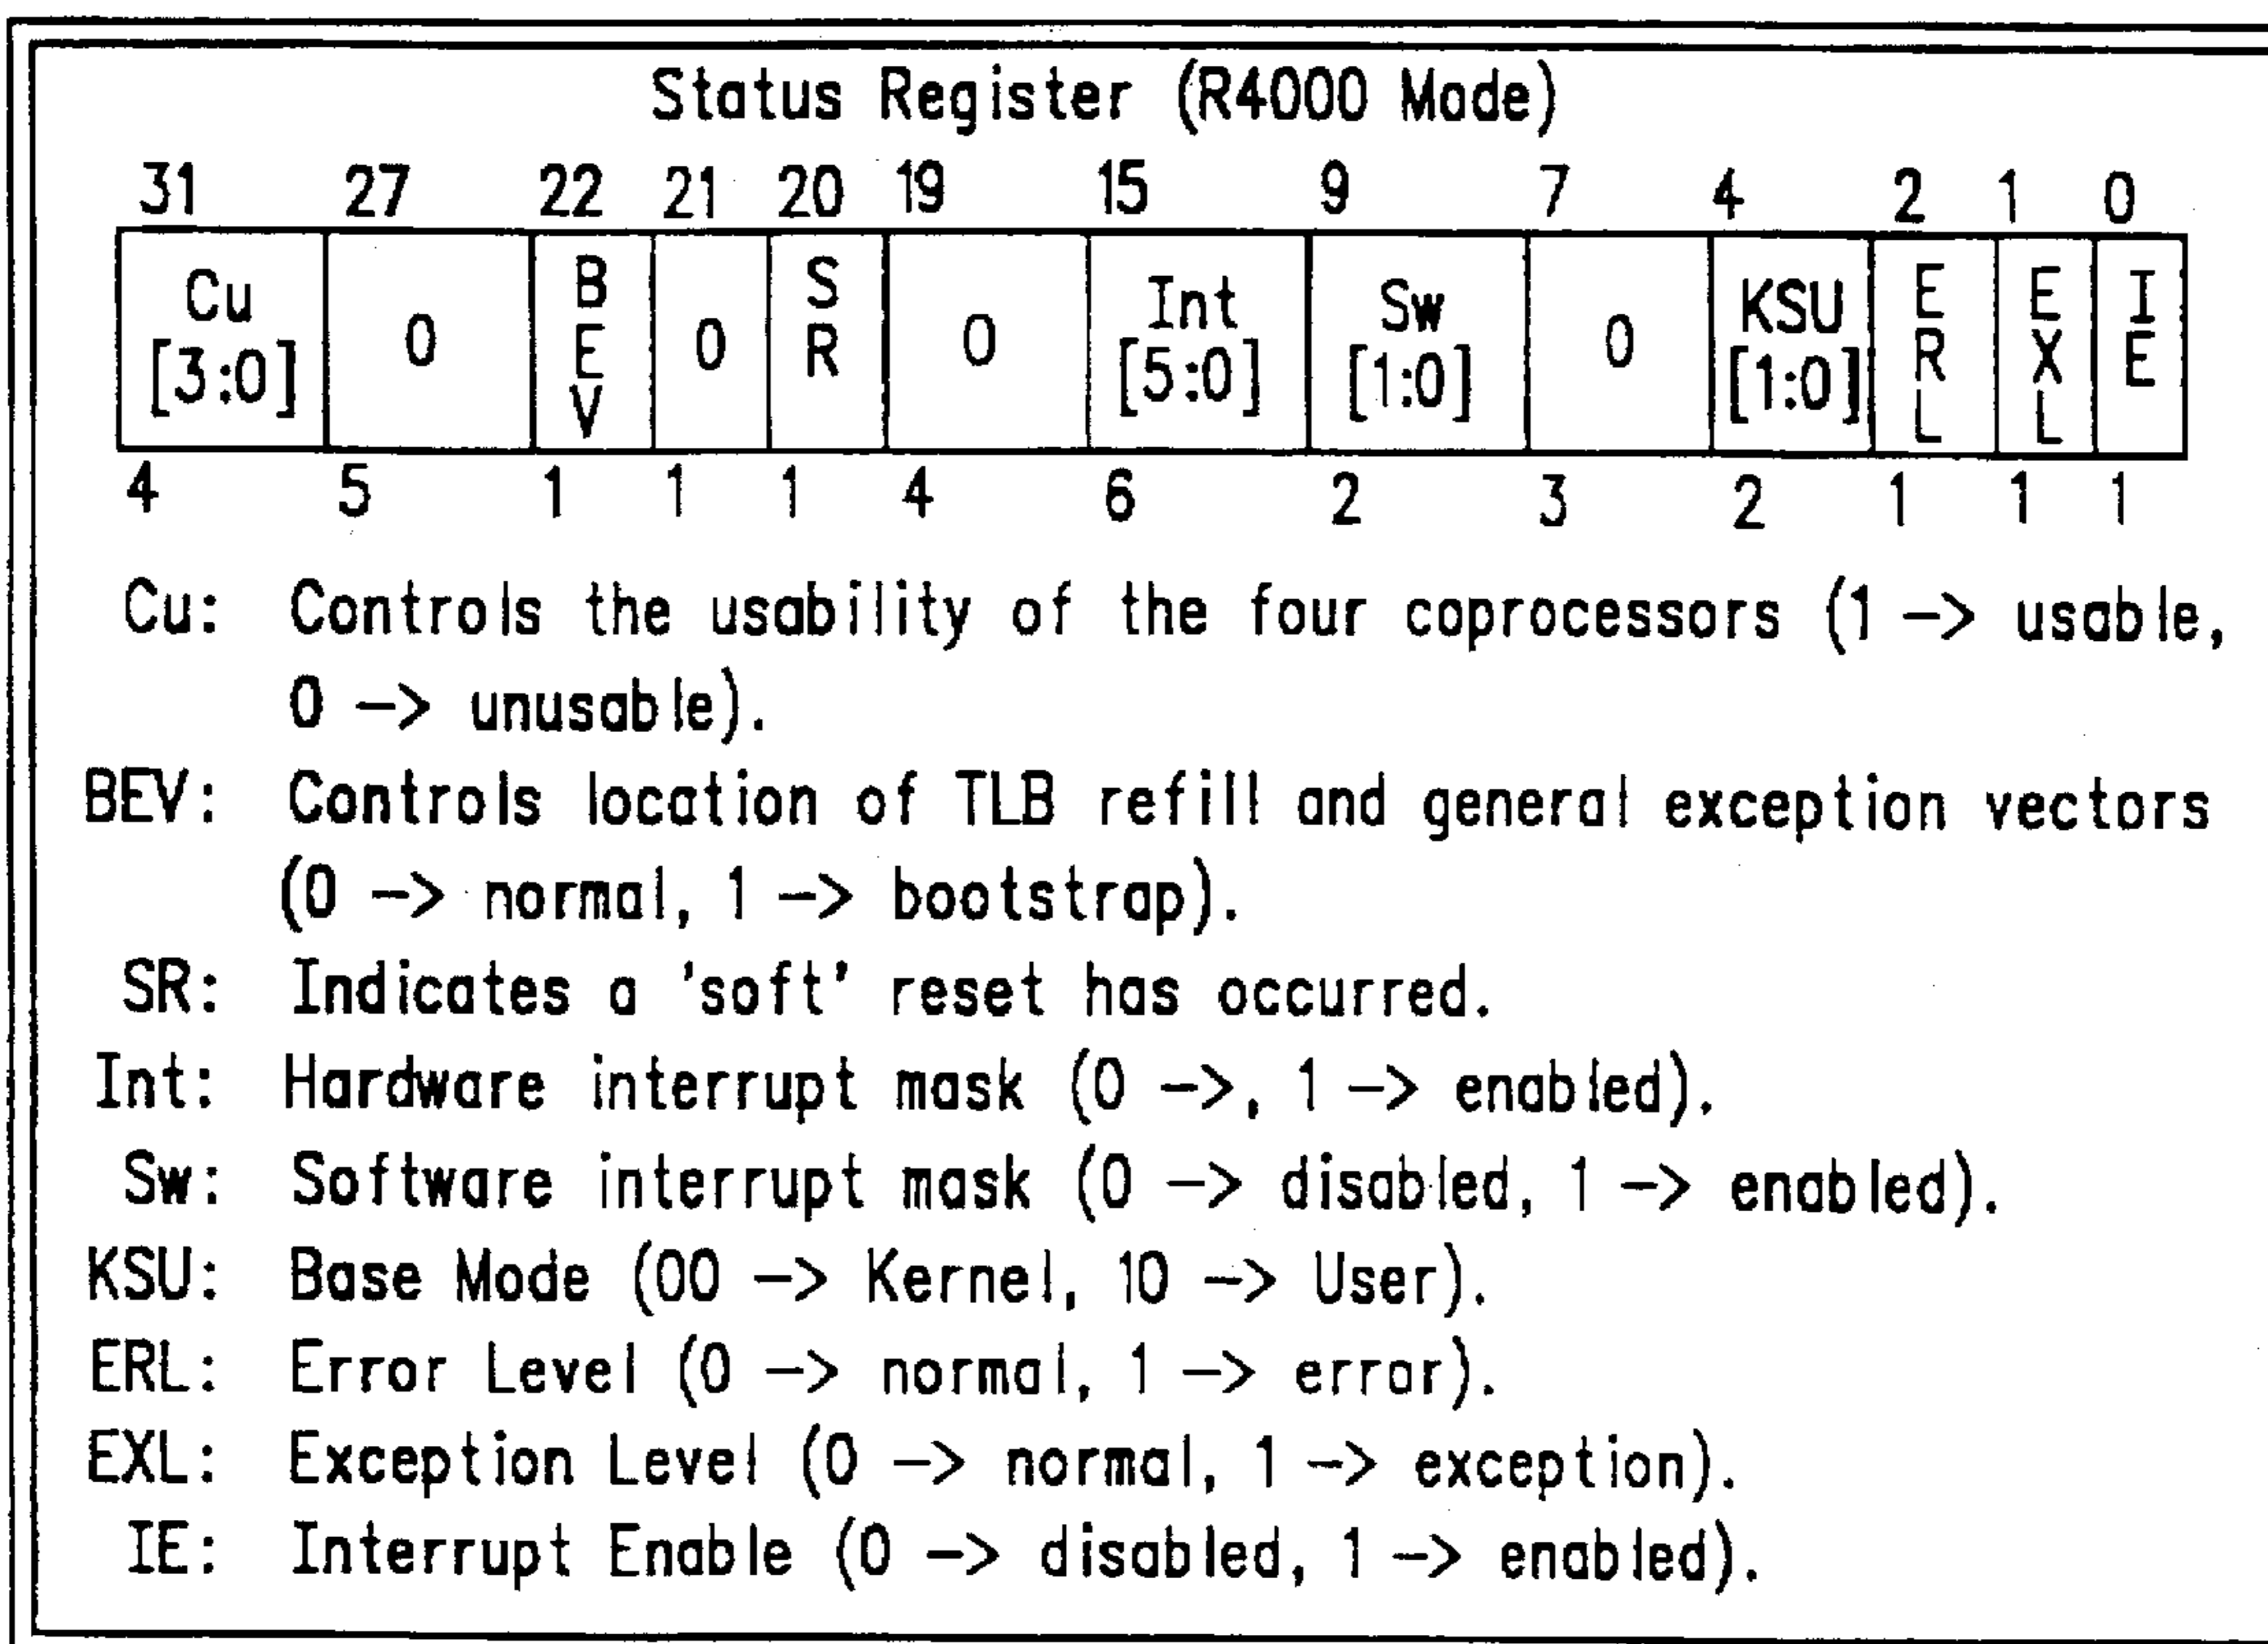 Status Register (R4000 Mode)
31 27 22 21 20 19 15 9 7 4 2 1 0
Cu [3:0] 0 BEV 0 SR 0 Int [5:0] Sw [1:0] 0 KSU [1:0] ERL EXL IE
4 5 1 1 1 4 6 2 3 2 1 1 1
Cu: Controls the usability of the four coprocessors (1 -> usable,
0 -> unusable).
BEV: Controls location of TLB refill and general exception vectors
(0 -> normal, 1 -> bootstrap).
SR: Indicates a 'soft' reset has occurred.
Int: Hardware interrupt mask (0 ->, 1 -> enabled).
Sw: Software interrupt mask (0 -> disabled, 1 -> enabled).
KSU: Base Mode (00 -> Kernel, 10 -> User).
ERL: Error Level (0 -> normal, 1 -> error).
EXL: Exception Level (0 -> normal, 1 -> exception).
IE: Interrupt Enable (0 -> disabled, 1 -> enabled).